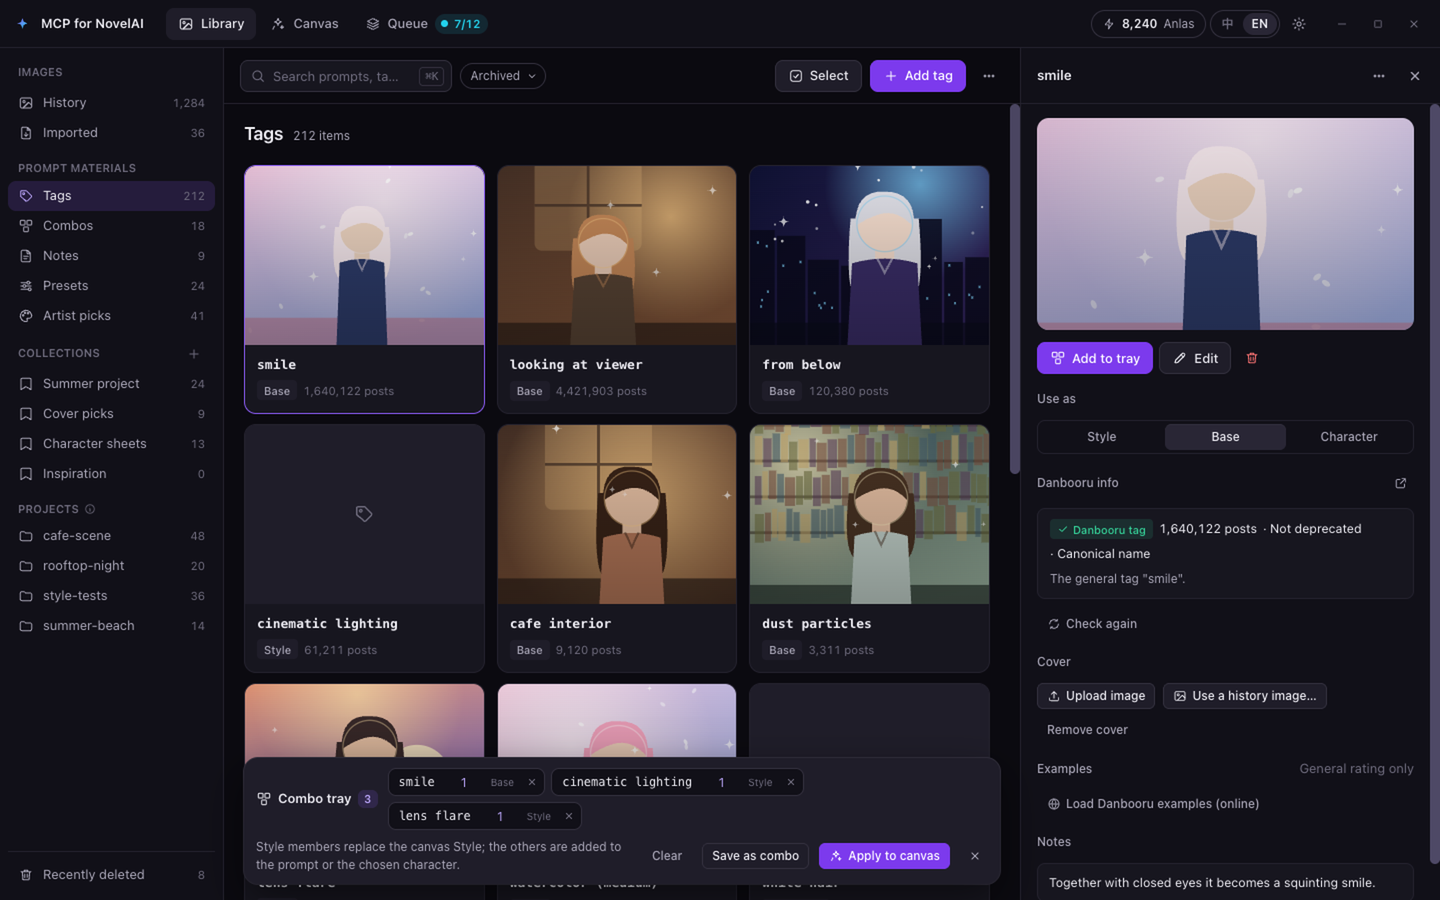 MCP for NovelAI
Library
Canvas
Queue
7/12
8,240 Anlas
中
EN
IMAGES
History 1,284
Imported 36
PROMPT MATERIALS
Tags 212
Combos 18
Notes 9
Presets 24
Artist picks 41
COLLECTIONS
Summer project 24
Cover picks 9
Character sheets 13
Inspiration 0
PROJECTS
cafe-scene 48
rooftop-night 20
style-tests 36
summer-beach 14
Recently deleted 8
Search prompts, ta... ⌘K
Archived
Select
Add tag
Tags 212 items
smile
Base 1,640,122 posts
looking at viewer
Base 4,421,903 posts
from below
Base 120,380 posts
cinematic lighting
Style 61,211 posts
cafe interior
Base 9,120 posts
dust particles
Base 3,311 posts
Combo tray 3
smile 1 Base
cinematic lighting 1 Style
lens flare 1 Style
Style members replace the canvas Style; the others are added to
the prompt or the chosen character.
Clear
Save as combo
Apply to canvas
lens flare
watercolor (medium)
white hair
smile
Add to tray
Edit
Use as
Style
Base
Character
Danbooru info
Danbooru tag 1,640,122 posts · Not deprecated
· Canonical name
The general tag "smile".
Check again
Cover
Upload image
Use a history image...
Remove cover
Examples General rating only
Load Danbooru examples (online)
Notes
Together with closed eyes it becomes a squinting smile.